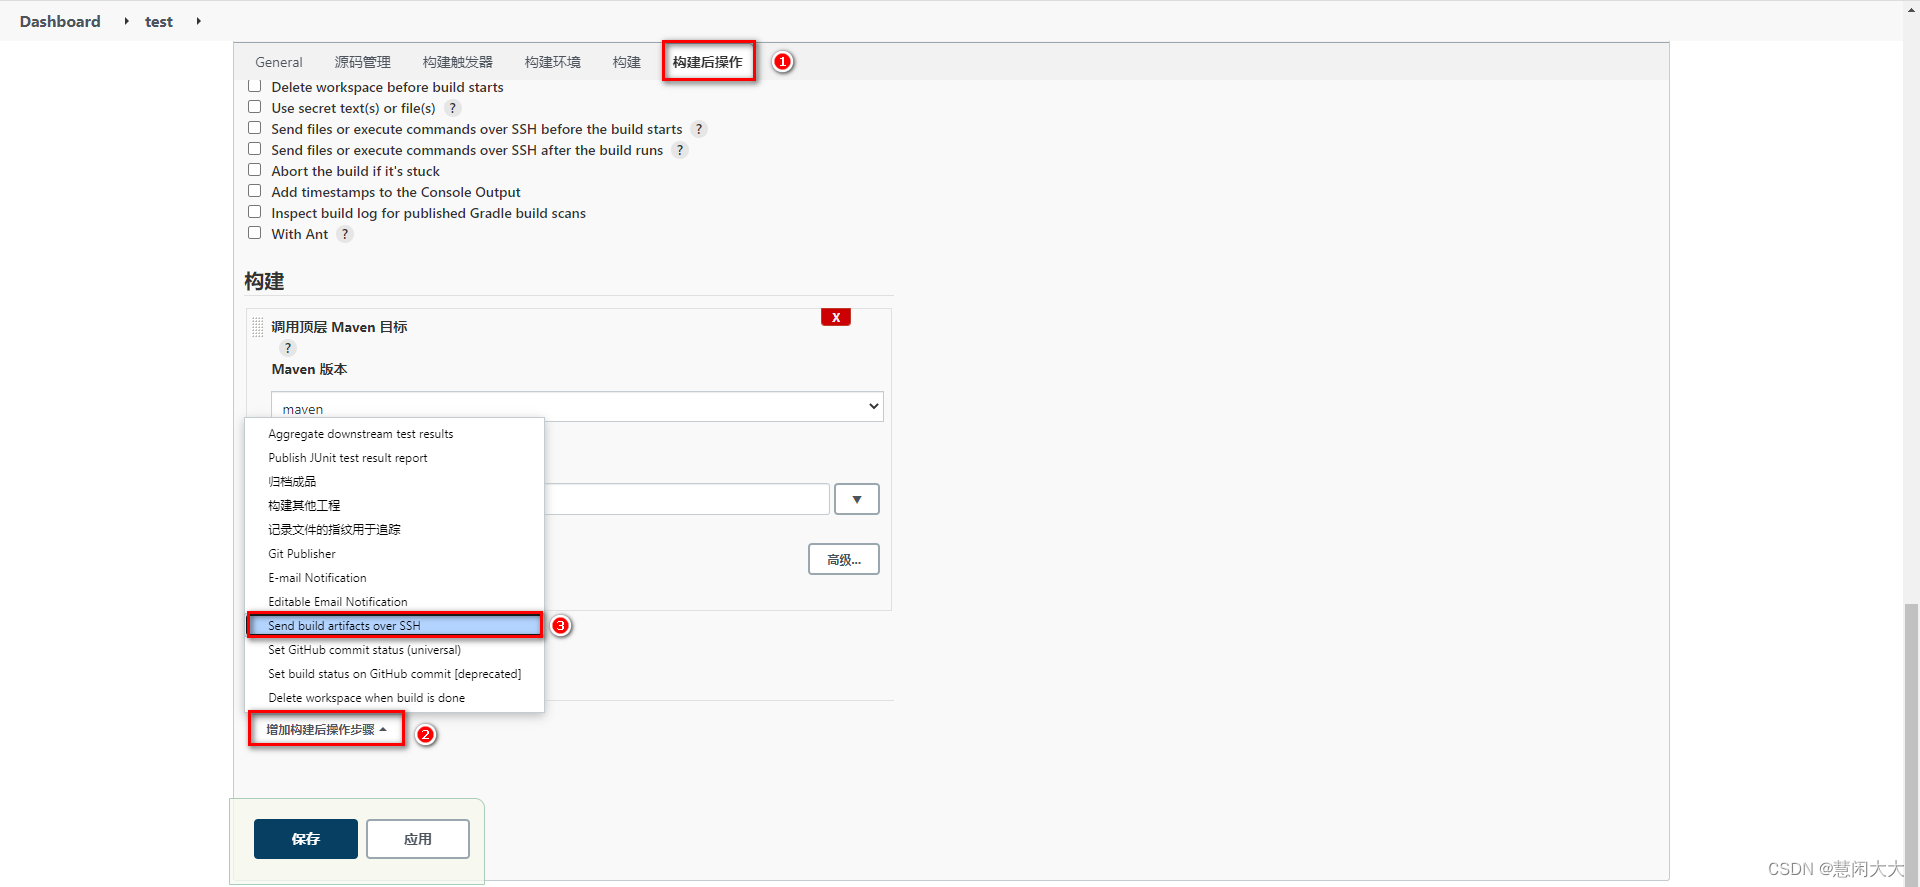 Dashboard test
General 源码管理 构建触发器 构建环境 构建 构建后操作 1
Delete workspace before build starts
Use secret text(s) or file(s) ?
Send files or execute commands over SSH before the build starts ?
Send files or execute commands over SSH after the build runs ?
Abort the build if it's stuck
Add timestamps to the Console Output
Inspect build log for published Gradle build scans
With Ant ?
构建
X
调用顶层 Maven 目标
?
Maven 版本
maven
Aggregate downstream test results
Publish JUnit test result report
归档成品
构建其他工程
记录文件的指纹用于追踪
Git Publisher
高级...
E-mail Notification
Editable Email Notification
Send build artifacts over SSH 3
Set GitHub commit status (universal)
Set build status on GitHub commit [deprecated]
Delete workspace when build is done
增加构建后操作步骤 2
保存 应用
CSDN @慧闲大大